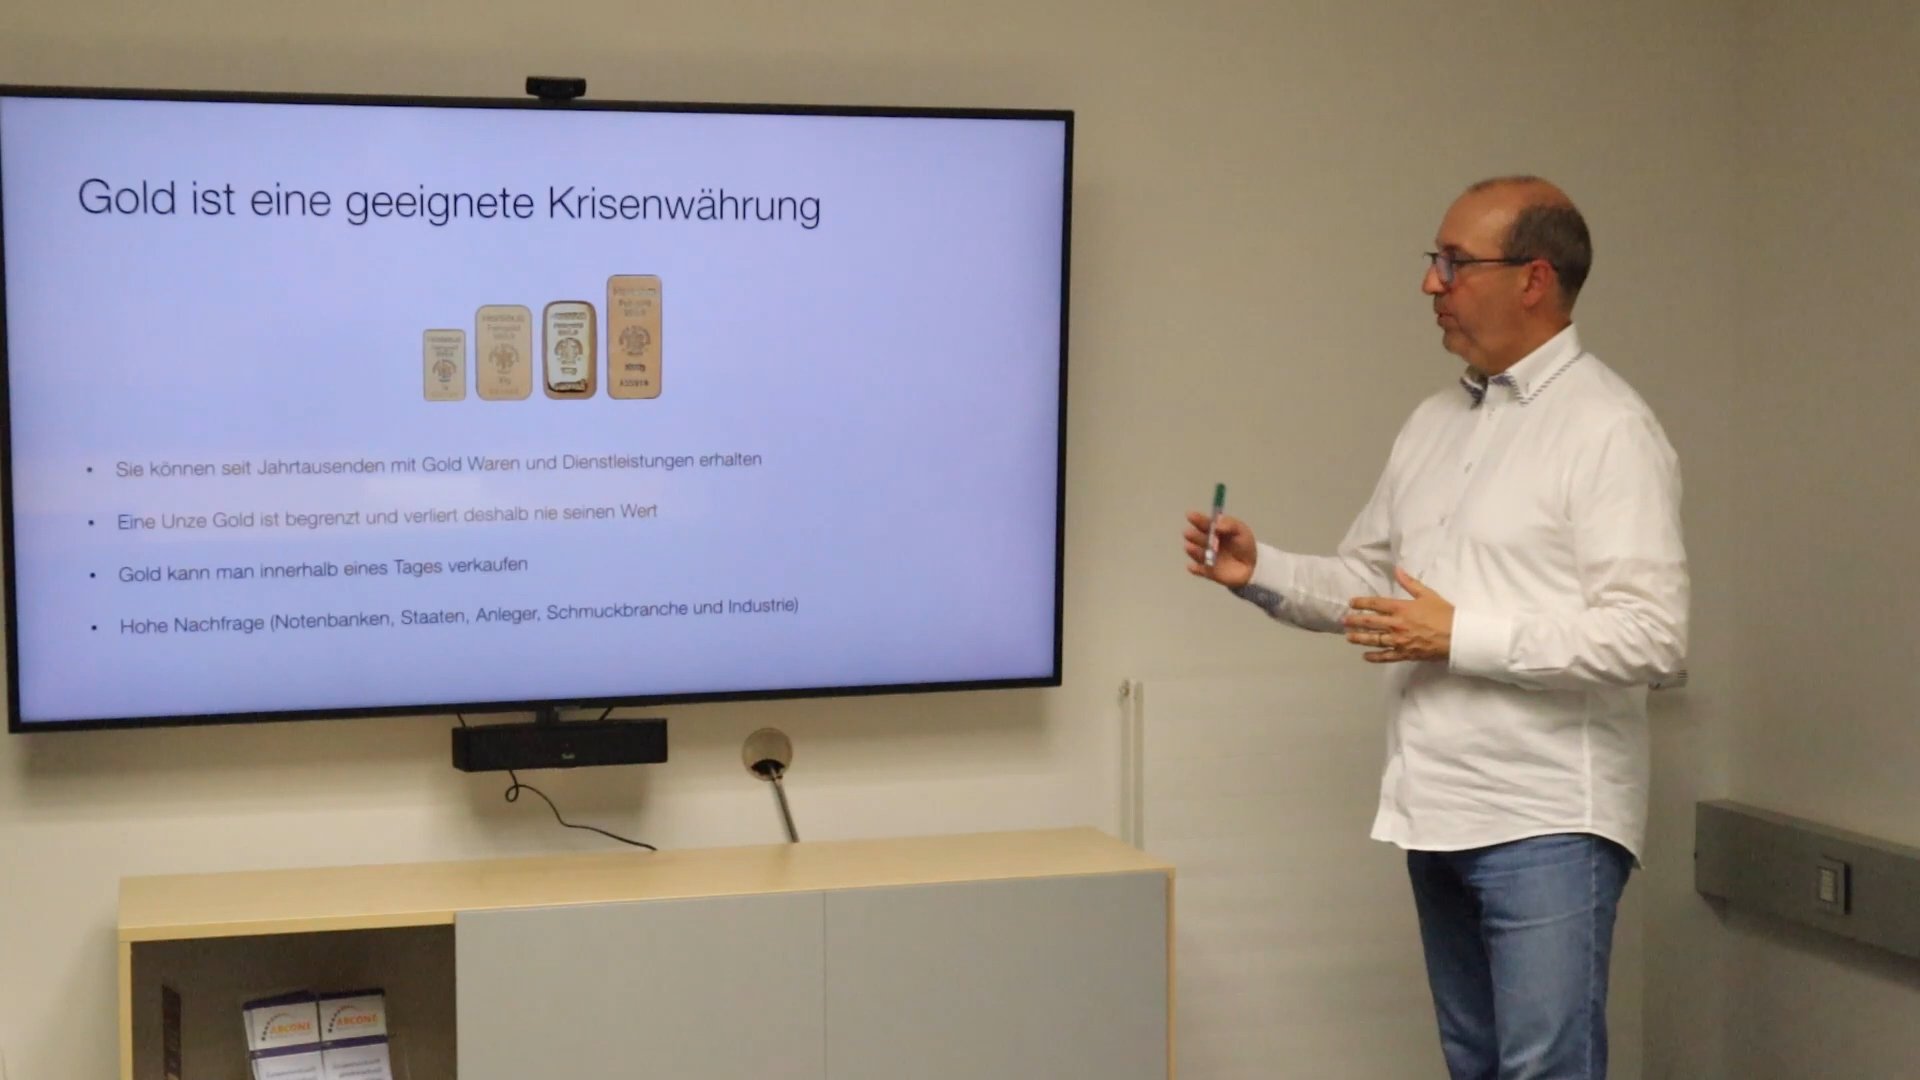 Gold ist eine geeignete Krisenwährung
• Sie können seit Jahrtausenden mit Gold Waren und Dienstleistungen erhalten
• Eine Unze Gold ist begrenzt und verliert deshalb nie seinen Wert
• Gold kann man innerhalb eines Tages verkaufen
• Hohe Nachfrage (Notenbanken, Staaten, Anleger, Schmuckbranche und Industrie)